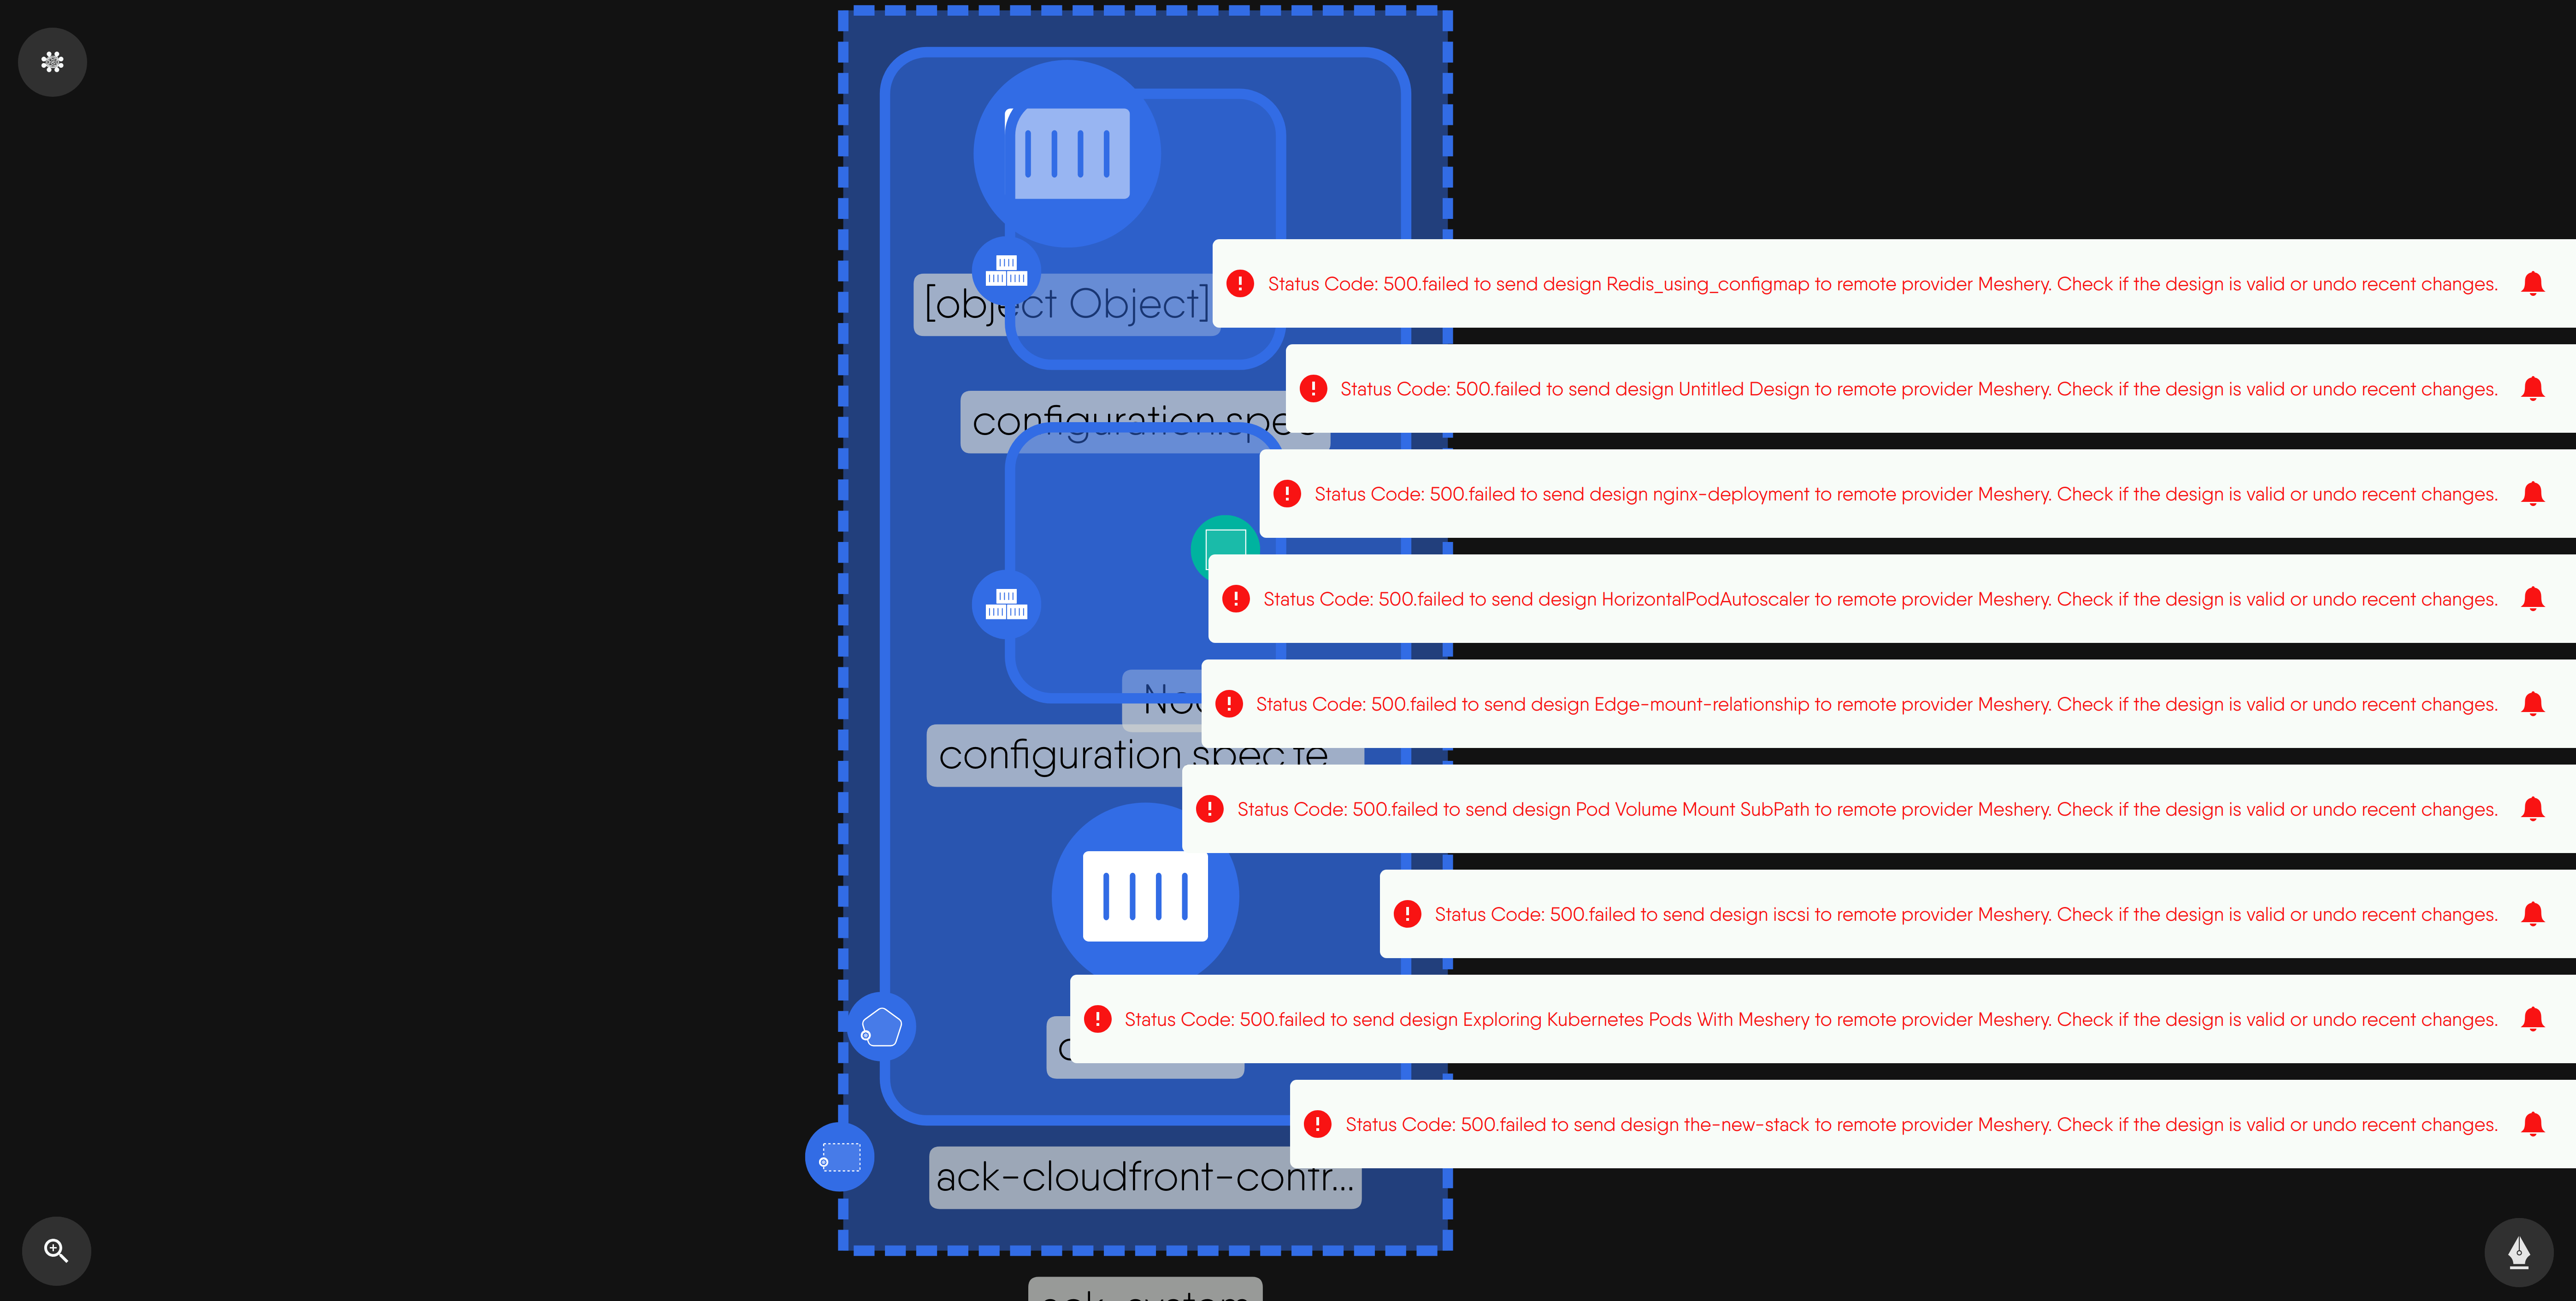 [object Object]
Status Code: 500.failed to send design Redis_using_configmap to remote provider Meshery. Check if the design is valid or undo recent changes.
Status Code: 500.failed to send design Untitled Design to remote provider Meshery. Check if the design is valid or undo recent changes.
configuration.spec
Status Code: 500.failed to send design nginx-deployment to remote provider Meshery. Check if the design is valid or undo recent changes.
Status Code: 500.failed to send design HorizontalPodAutoscaler to remote provider Meshery. Check if the design is valid or undo recent changes.
Status Code: 500.failed to send design Edge-mount-relationship to remote provider Meshery. Check if the design is valid or undo recent changes.
configuration.spec.te
Status Code: 500.failed to send design Pod Volume Mount SubPath to remote provider Meshery. Check if the design is valid or undo recent changes.
Status Code: 500.failed to send design iscsi to remote provider Meshery. Check if the design is valid or undo recent changes.
Status Code: 500.failed to send design Exploring Kubernetes Pods With Meshery to remote provider Meshery. Check if the design is valid or undo recent changes.
Status Code: 500.failed to send design the-new-stack to remote provider Meshery. Check if the design is valid or undo recent changes.
ack-cloudfront-contr...
ack-system